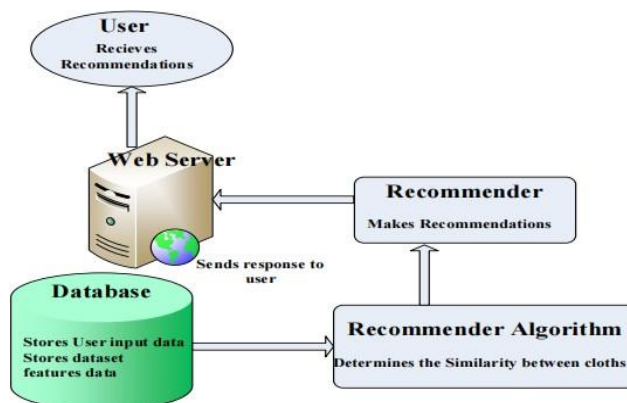 User
Recieves
Recommendations
Web Server
Sends response to
user
Recommender
Makes Recommendations
Database
Stores User input data
Stores dataset
features data
Recommender Algorithm
Determines the Similarity between cloths